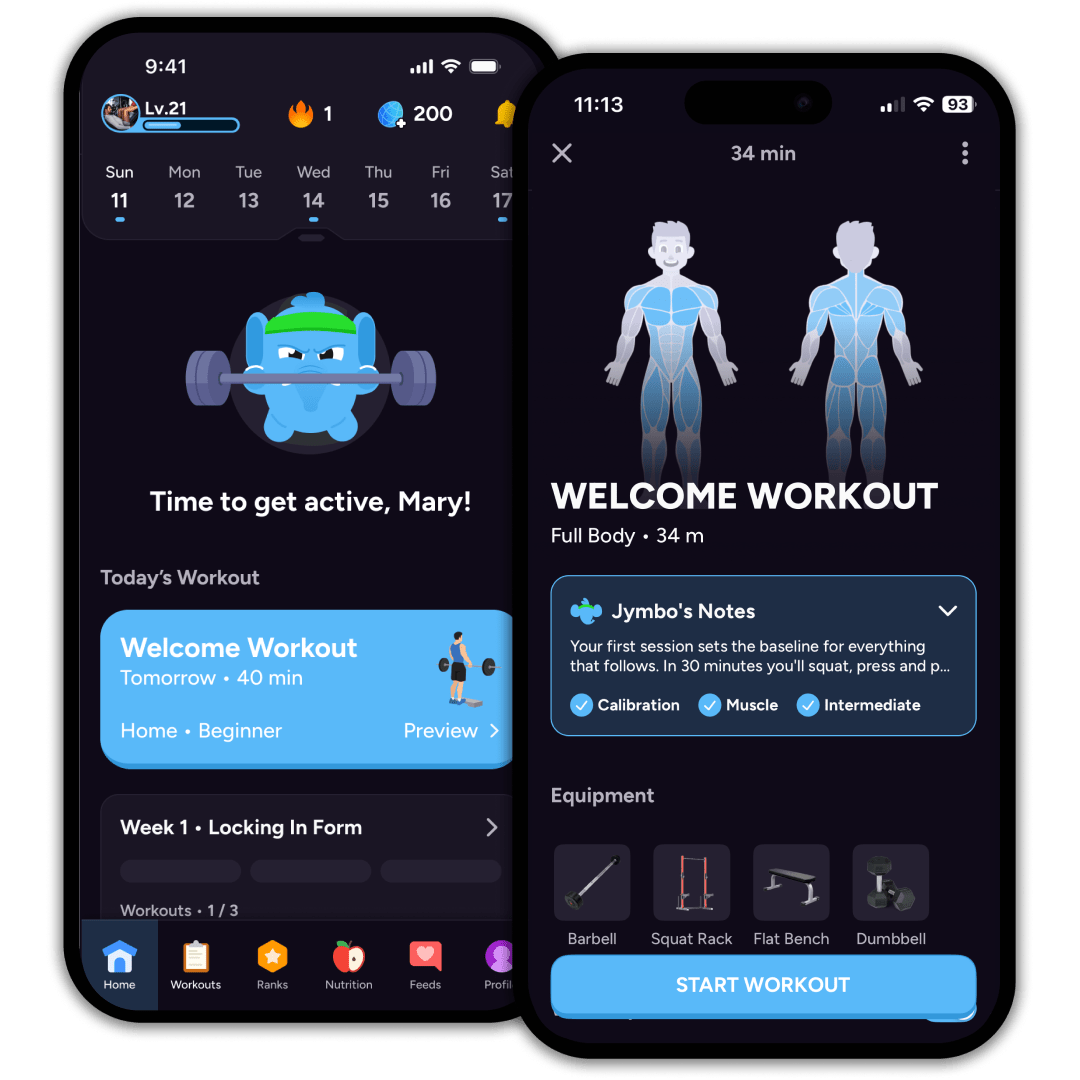 9:41
Lv.21
1
200
Sun Mon Tue Wed Thu Fri Sat
11 12 13 14 15 16 17
Time to get active, Mary!
Today’s Workout
Welcome Workout
Tomorrow • 40 min
Home • Beginner Preview
Week 1 • Locking In Form
Workouts • 1 / 3
Home Workouts Ranks Nutrition Feeds Profil
11:13 93
34 min
WELCOME WORKOUT
Full Body • 34 m
Jymbo's Notes
Your first session sets the baseline for everything
that follows. In 30 minutes you'll squat, press and p...
Calibration Muscle Intermediate
Equipment
Barbell Squat Rack Flat Bench Dumbbell
START WORKOUT